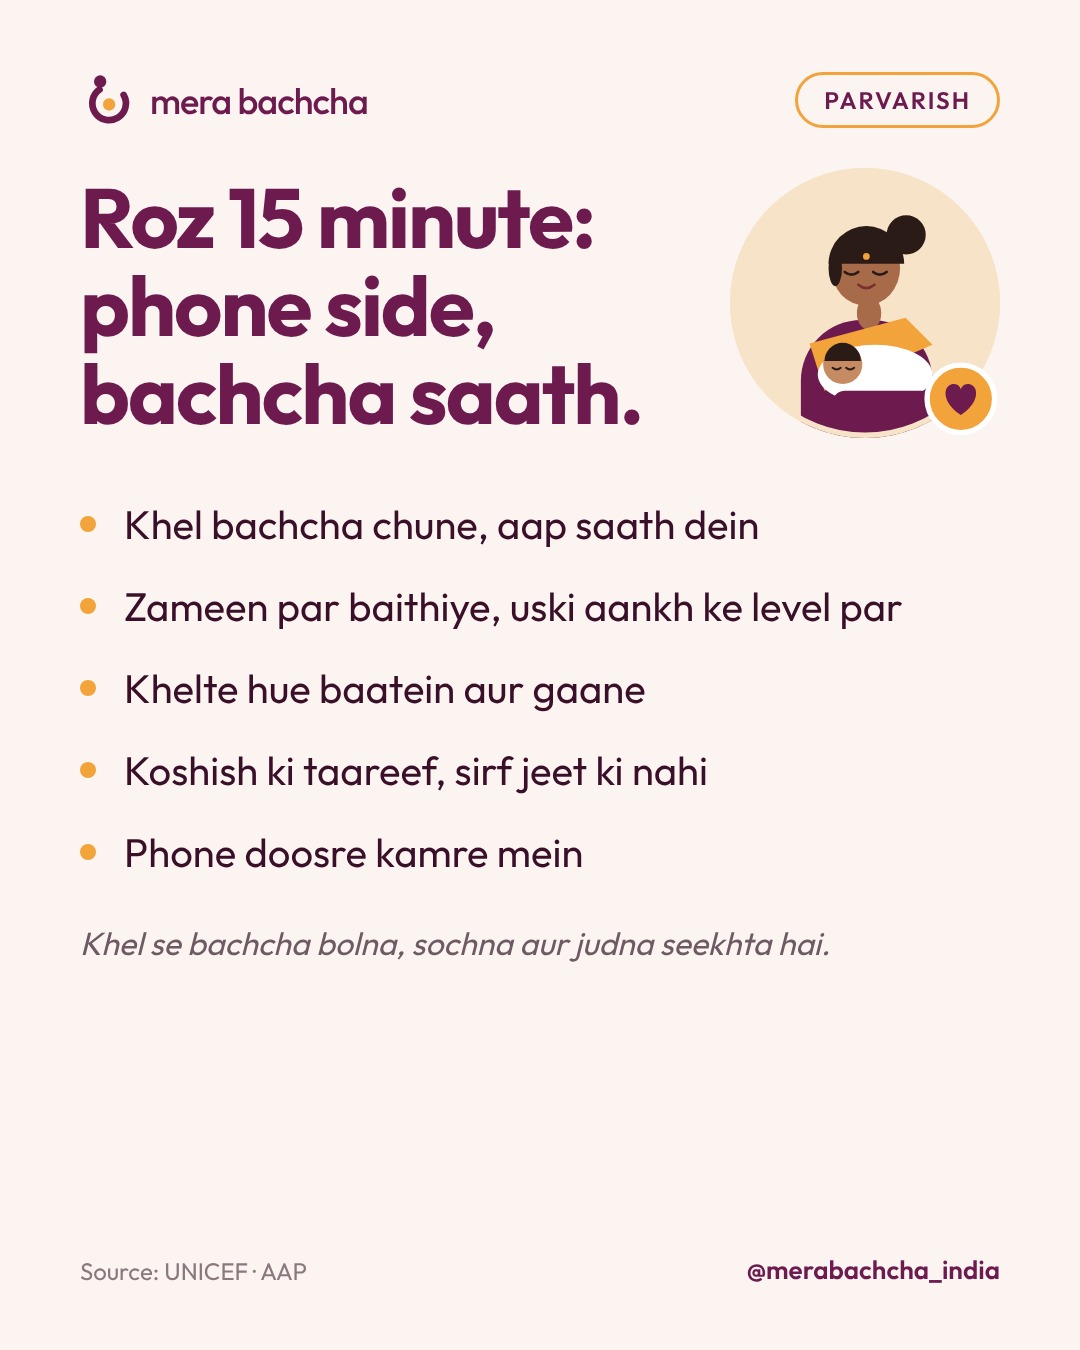 mera bachcha
PARVARISH
Roz 15 minute:
phone side,
bachcha saath.
Khel bachcha chune, aap saath dein
Zameen par baithiye, uski aankh ke level par
Khelte hue baatein aur gaane
Koshish ki taareef, sirf jeet ki nahi
Phone doosre kamre mein
Khel se bachcha bolna, sochna aur judna seekhta hai.
Source: UNICEF · AAP
@merabachcha_india